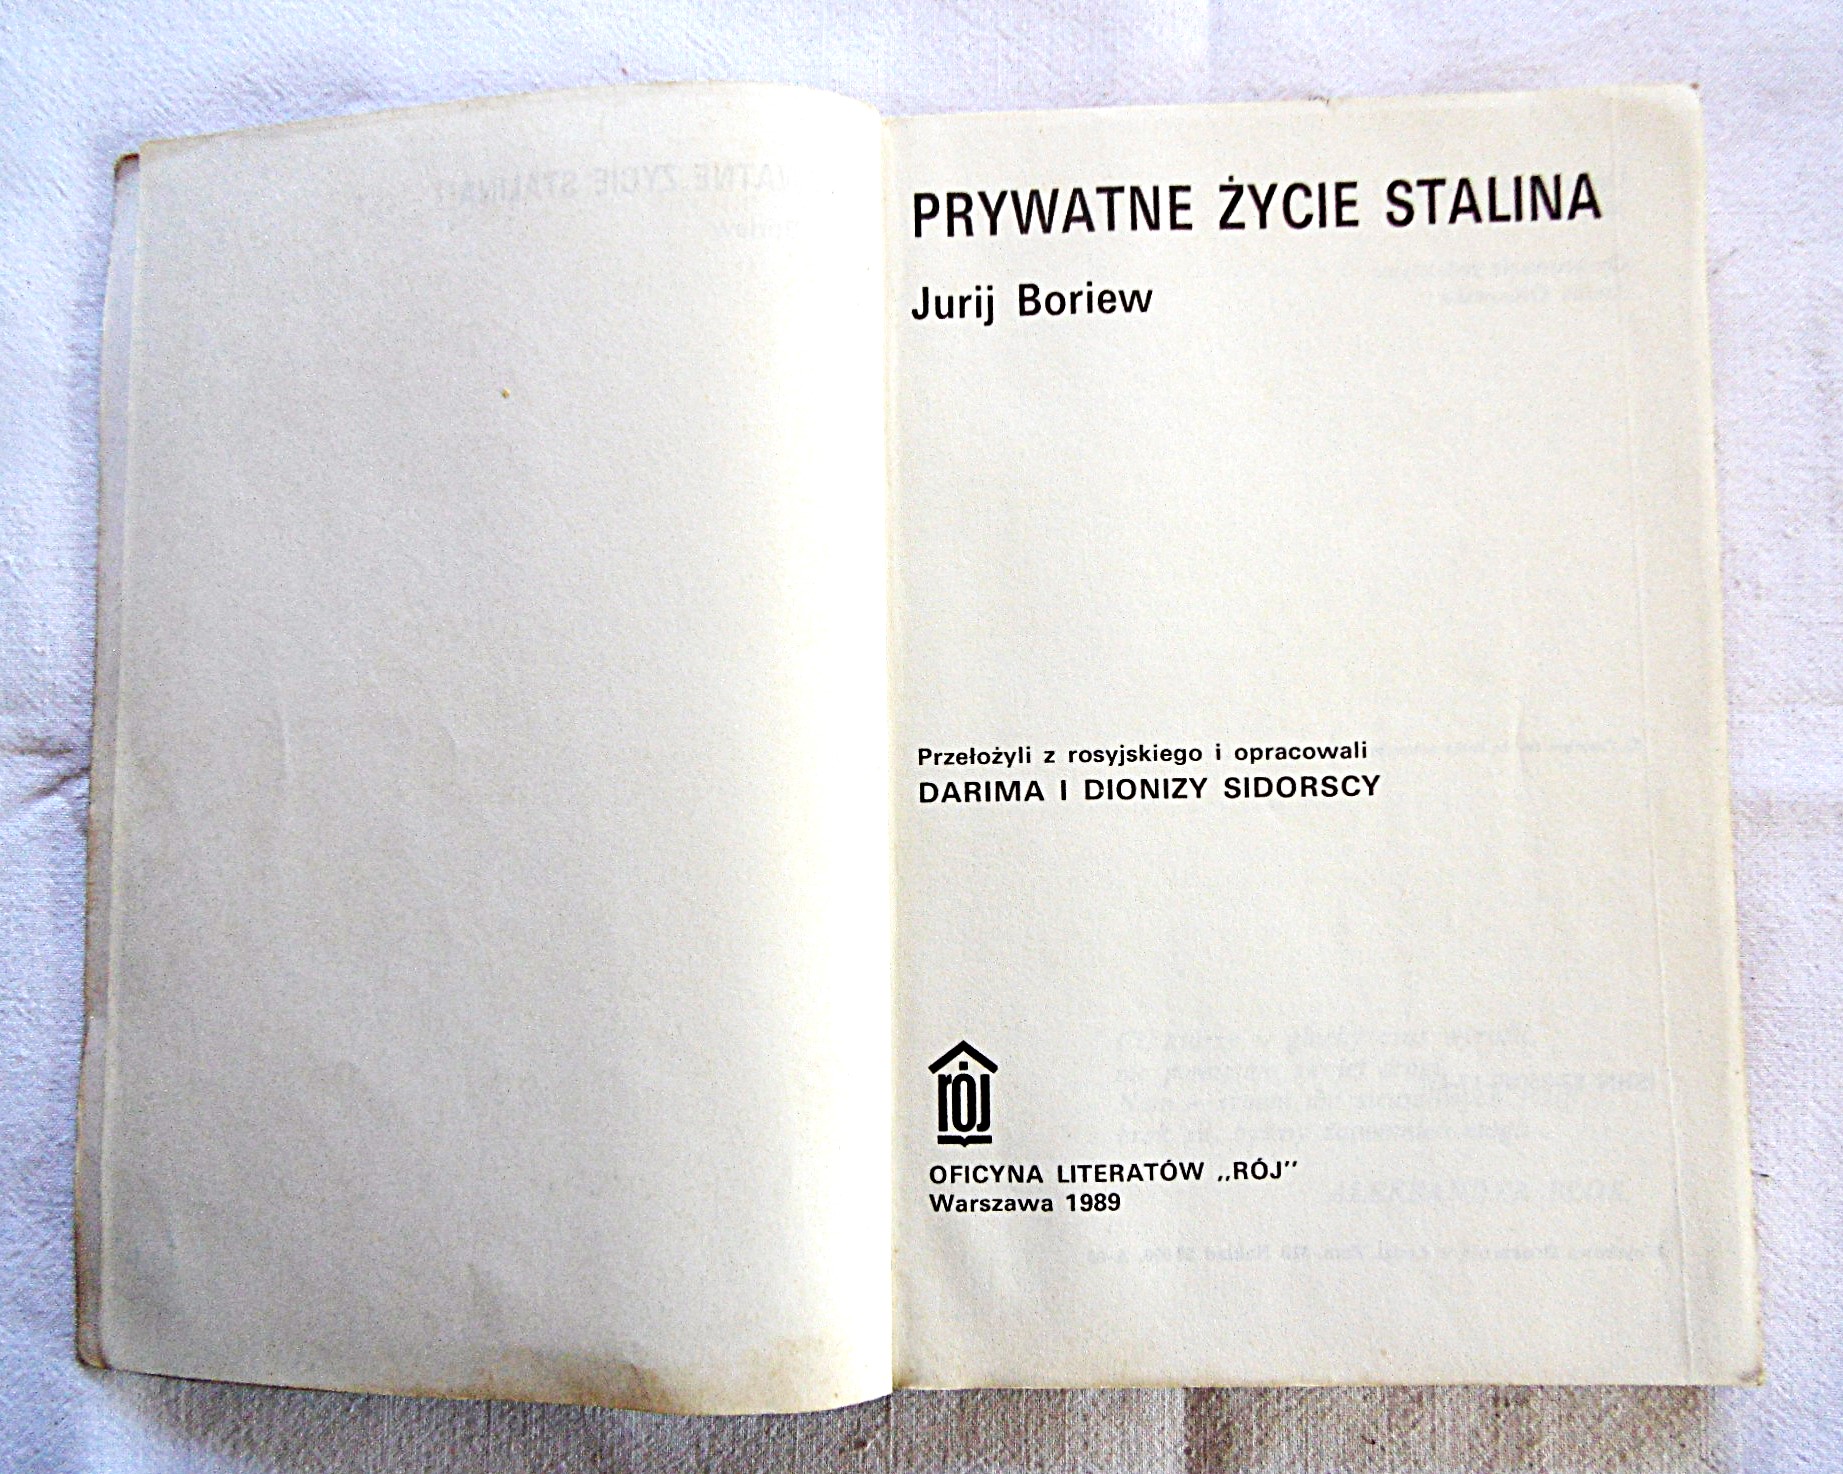 PRYWATNE ŻYCIE STALINA
Jurij Boriew
Przełożyli z rosyjskiego i opracowali
DARIMA I DIONIZY SIDORSCY
rój
OFICYNA LITERATÓW „RÓJ”
Warszawa 1989